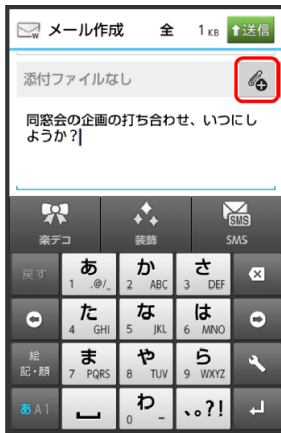 メール作成 全 1 KB 送信
添付ファイルなし
同窓会の企画の打ち合わせ、いつにし
ようか?
SMS
楽デコ 装飾 SMS
戻す あ か さ
1 .@/_ 2 ABC 3 DEF
た な は
4 GHI 5 JKL 6 MNO
絵 ま や ら
記・顔 7 PQRS 8 TUV 9 WXYZ
あA1 わ 、。?!
0 -